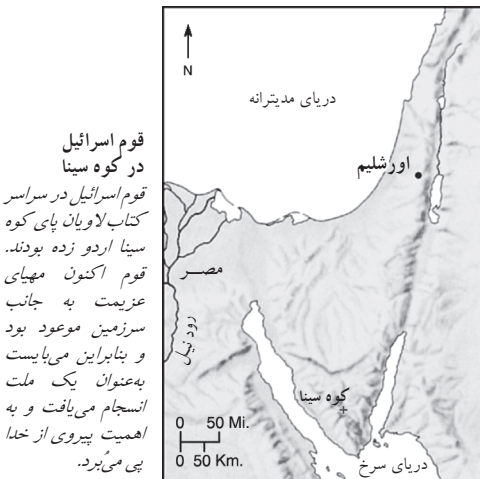 قوم اسرائیل
در کوه سینا
قوم اسرائیل در سراسر
کتاب لاویان پای کوه
سینا اردو زده بودند.
قوم اکنون مهیای
عزیمت به جانب
سرزمین موعود بود
و بنابراین می‌بایست
به‌عنوان یک ملت
انسجام می‌یافت و به
اهمیت پیروی از خدا
پی می‌بُرد.
N
دریای مدیترانه
اورشلیم
مصـر
رود نیل
کوه سینا
0 50 Mi.
0 50 Km.
دریای سرخ